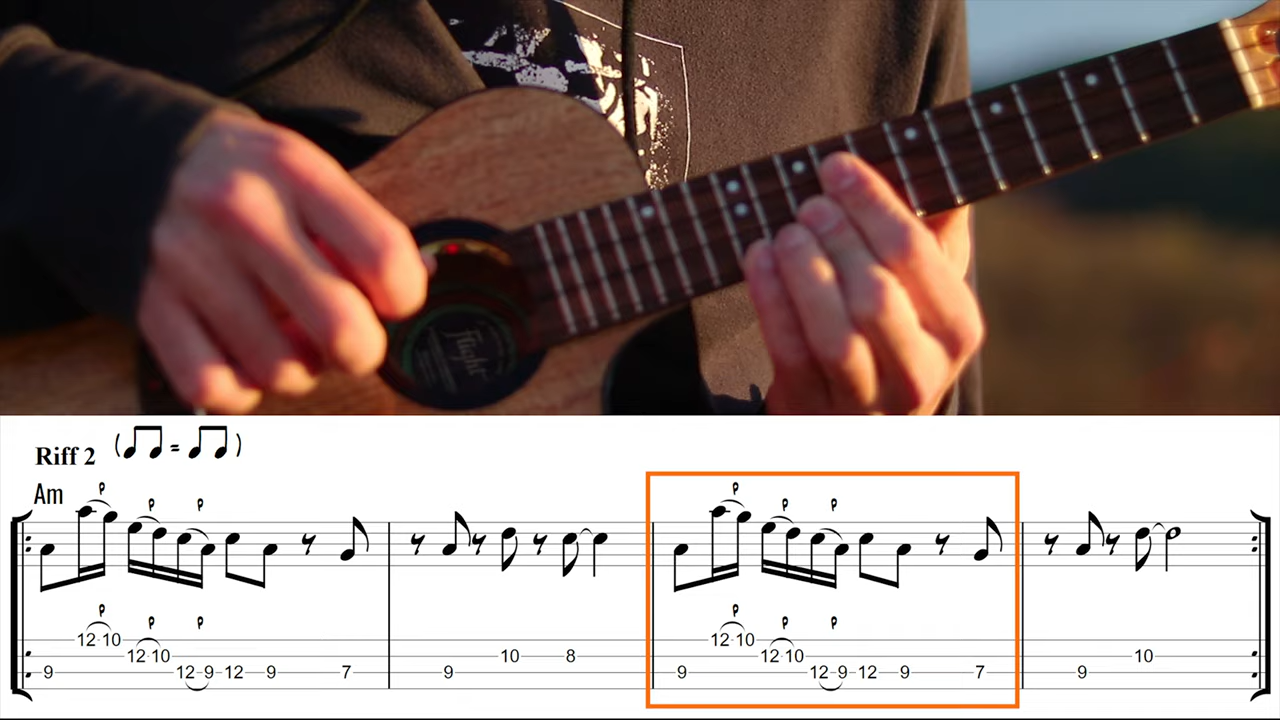 flight
Riff 2 (♫ = ♫)
Am
p p p p p p
p p p p p p
12 10 12 10
12 10 10 8 12 10 10
9 12 9 12 9 7 9 9 12 9 12 9 7 9